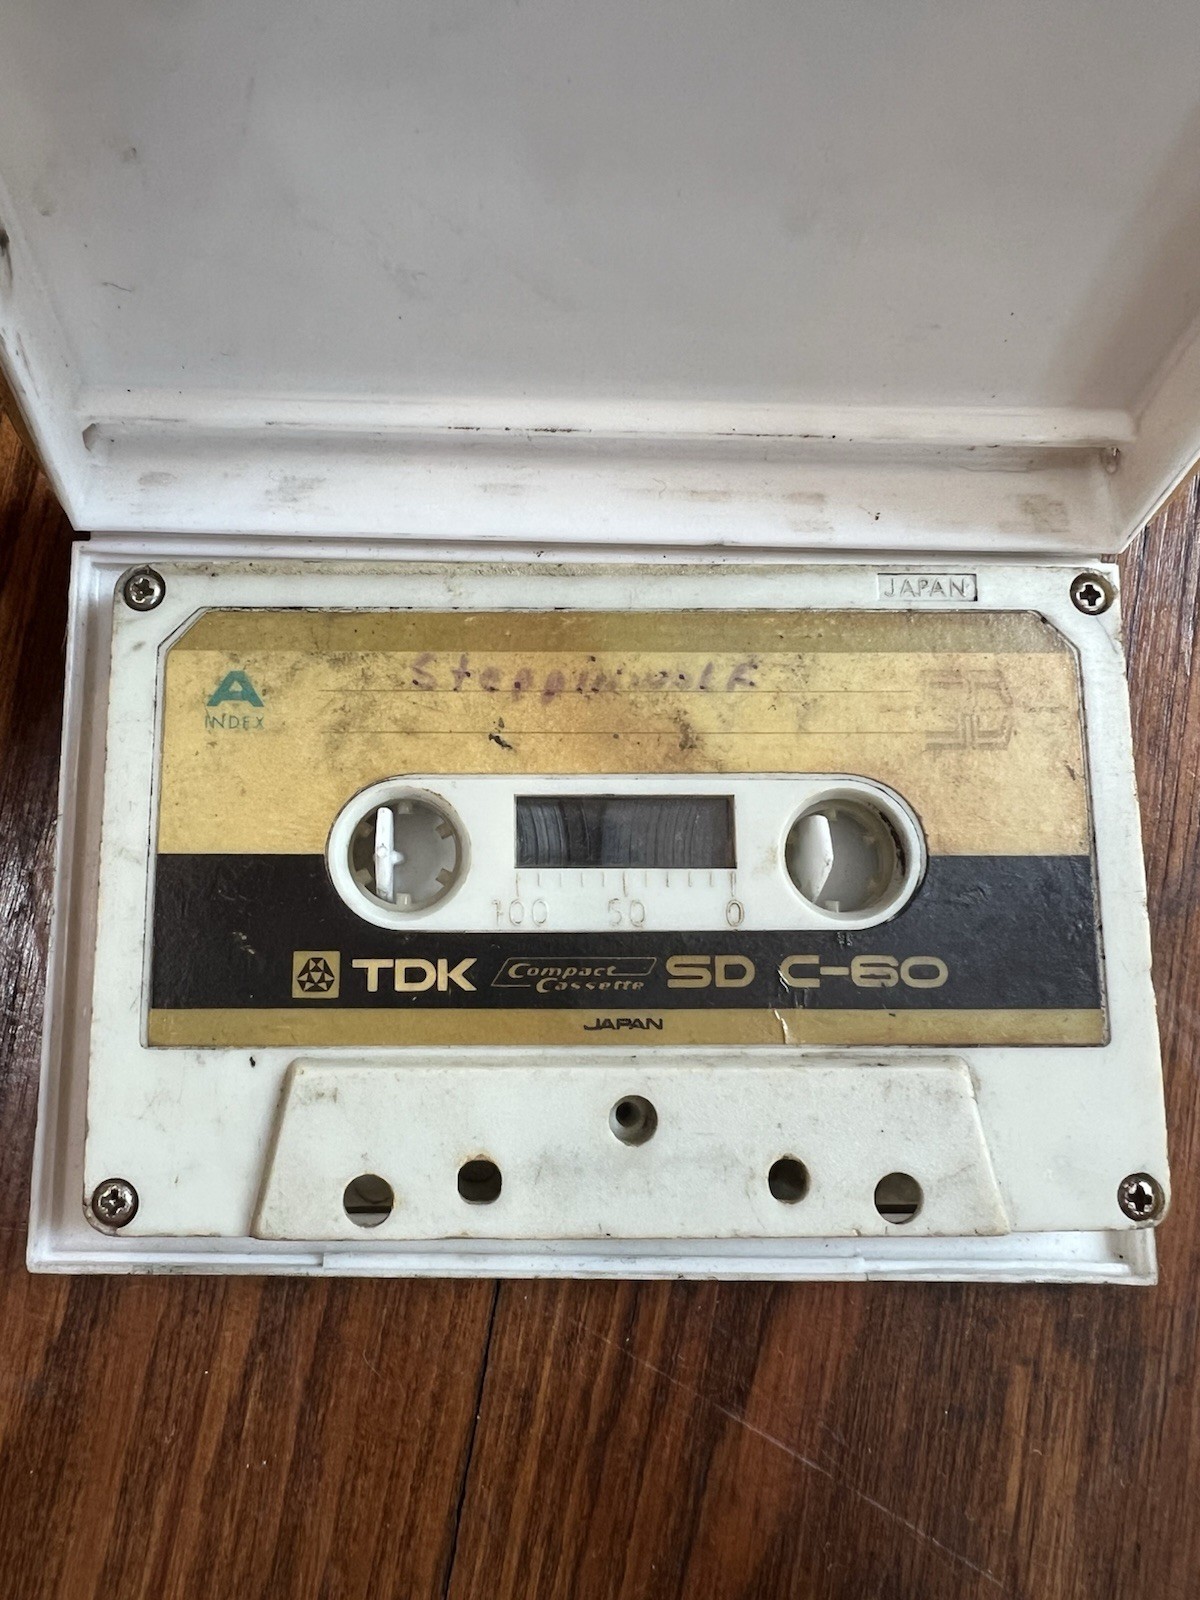 JAPAN
Steppinwolf
A
INDEX
100 50 0
TDK Compact Cassette SD C-60
JAPAN